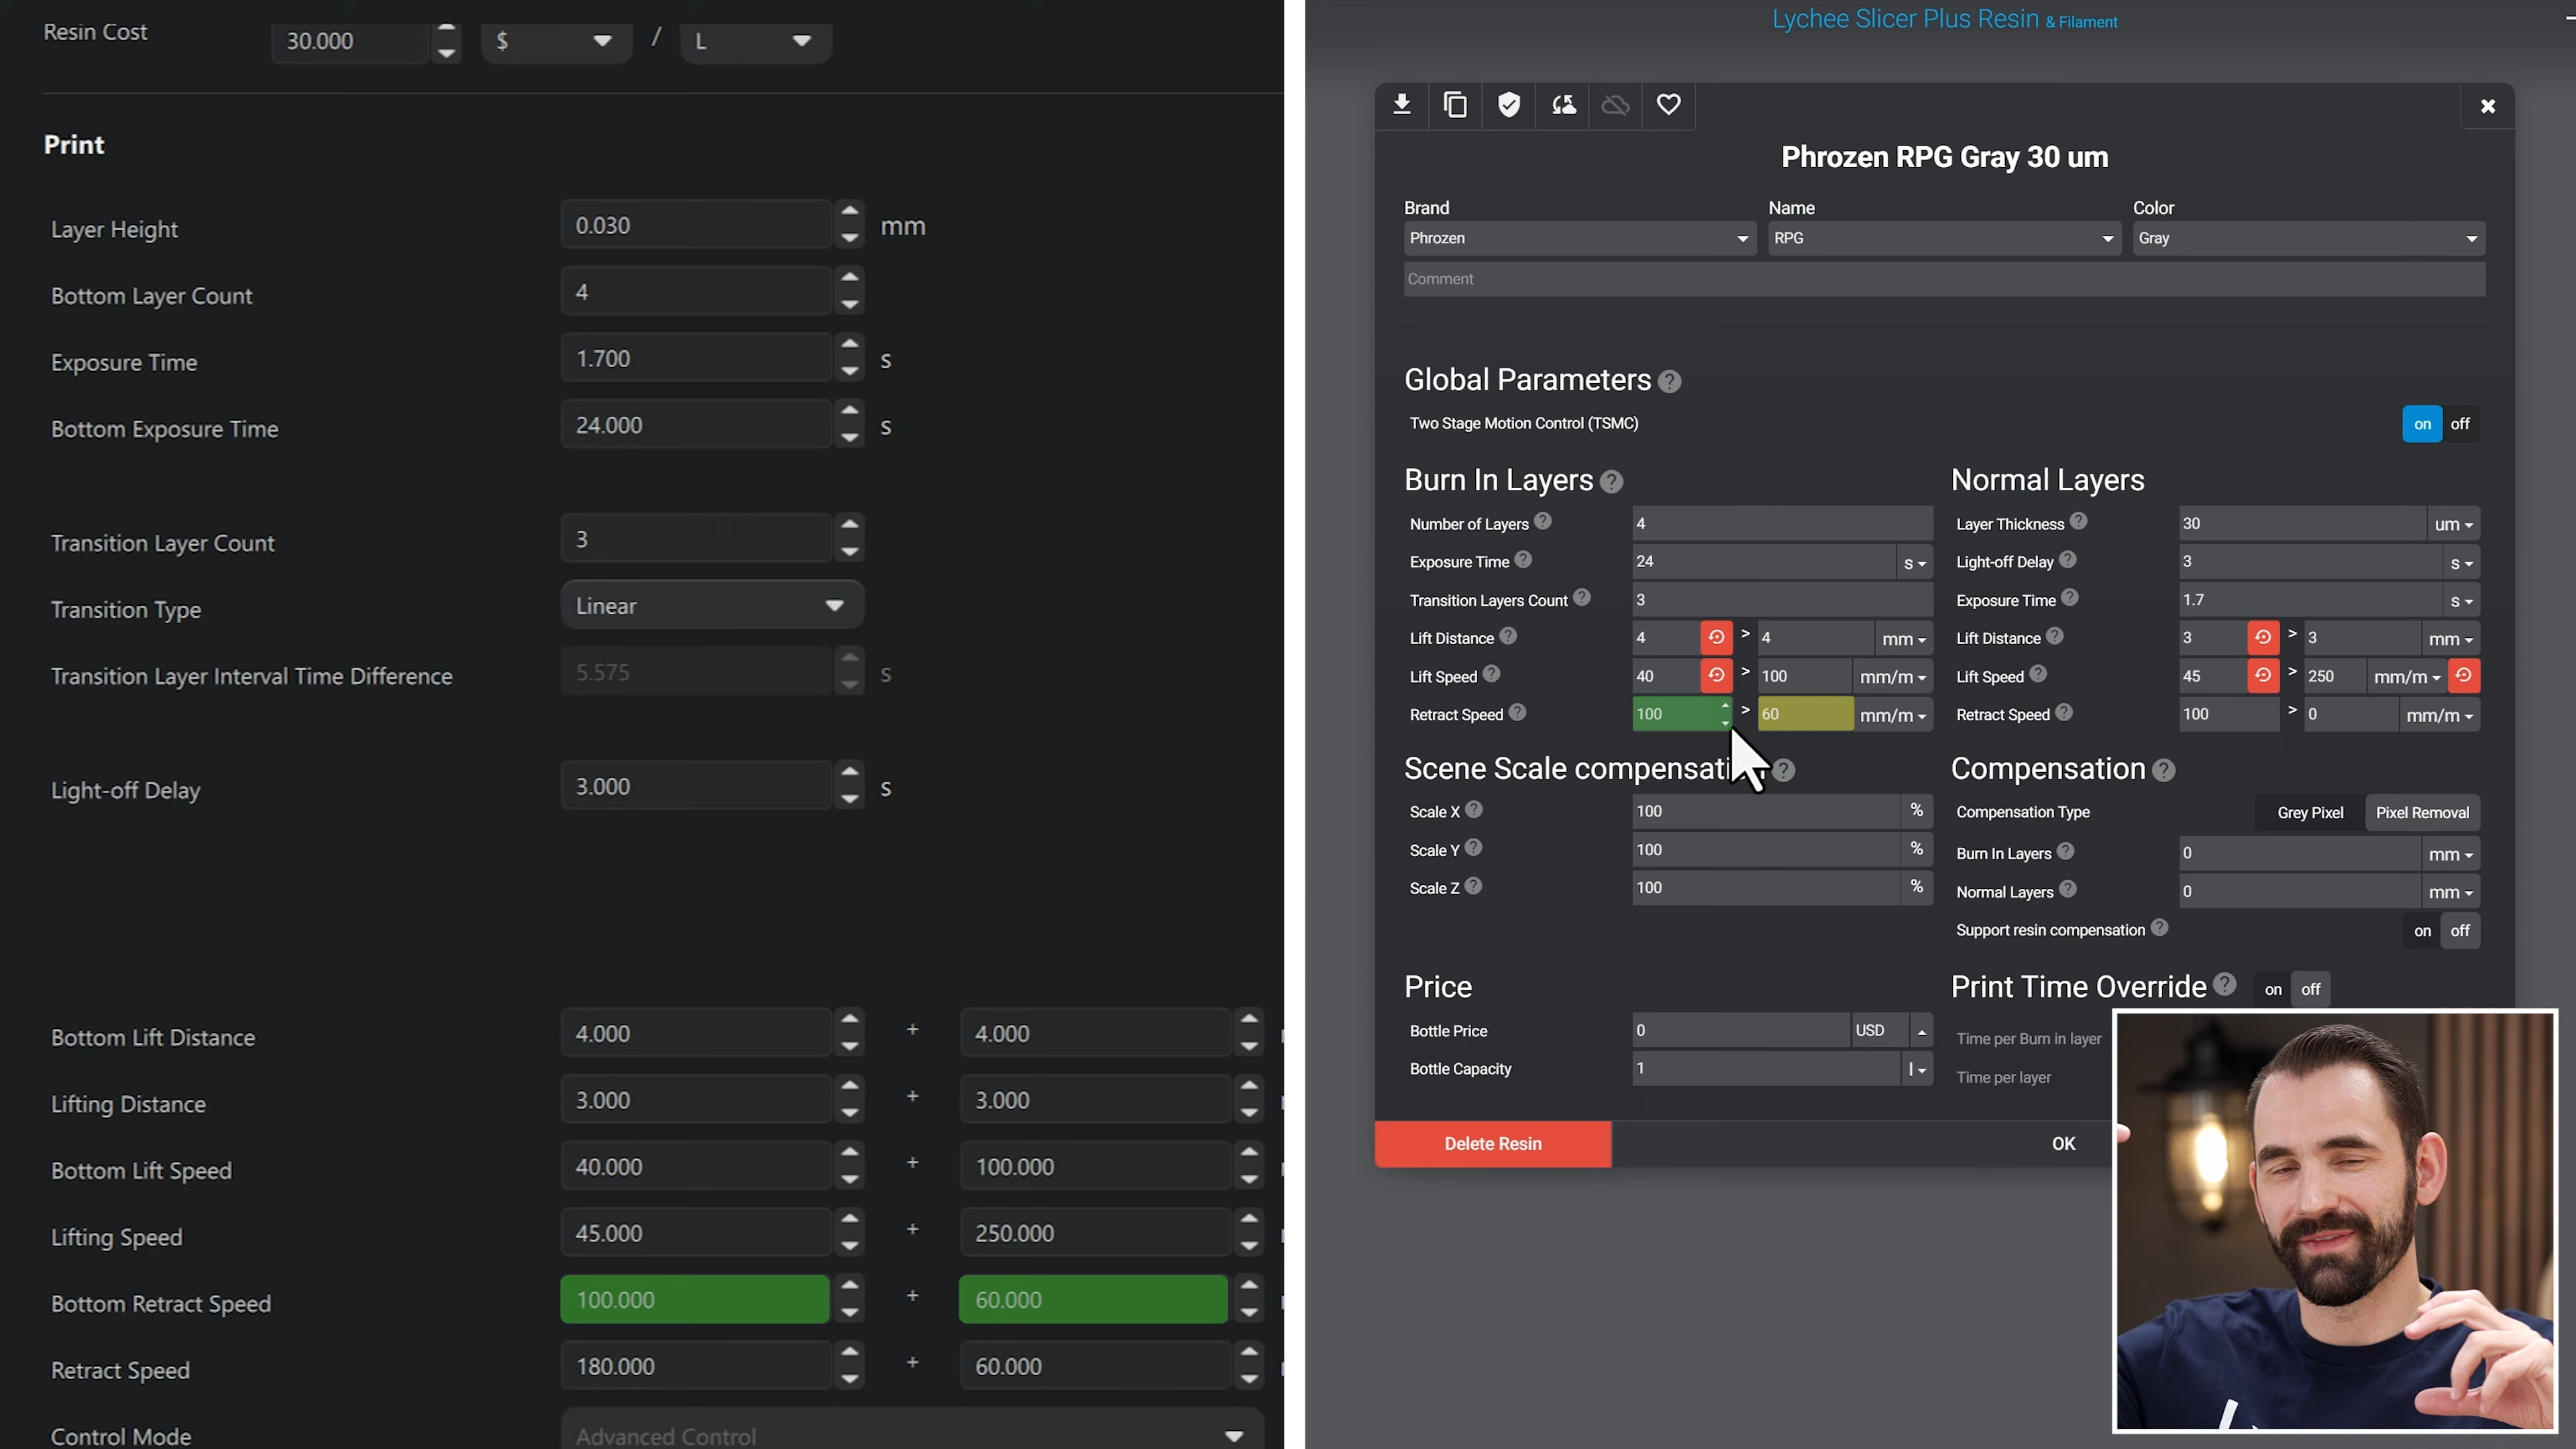 Resin Cost 30.000 $ / L
Print
Layer Height 0.030 mm
Bottom Layer Count 4
Exposure Time 1.700 s
Bottom Exposure Time 24.000 s
Transition Layer Count 3
Transition Type Linear
Transition Layer Interval Time Difference 5.575 s
Light-off Delay 3.000 s
Bottom Lift Distance 4.000 + 4.000
Lifting Distance 3.000 + 3.000
Bottom Lift Speed 40.000 + 100.000
Lifting Speed 45.000 + 250.000
Bottom Retract Speed 100.000 + 60.000
Retract Speed 180.000 + 60.000
Control Mode Advanced Control
Lychee Slicer Plus Resin & Filament
Phrozen RPG Gray 30 um
Brand Name Color
Phrozen RPG Gray
Comment
Global Parameters ?
Two Stage Motion Control (TSMC) on off
Burn In Layers ?
Number of Layers ? 4
Exposure Time ? 24 s
Transition Layers Count ? 3
Lift Distance ? 4 > 4 mm
Lift Speed ? 40 > 100 mm/m
Retract Speed ? 100 > 60 mm/m
Normal Layers
Layer Thickness ? 30 um
Light-off Delay ? 3 s
Exposure Time ? 1.7 s
Lift Distance ? 3 > 3 mm
Lift Speed ? 45 > 250 mm/m
Retract Speed ? 100 > 0 mm/m
Scene Scale compensati ?
Scale X ? 100 %
Scale Y ? 100 %
Scale Z ? 100 %
Compensation ?
Compensation Type Grey Pixel Pixel Removal
Burn In Layers ? 0 mm
Normal Layers ? 0 mm
Support resin compensation ? on off
Price
Bottle Price 0 USD
Bottle Capacity 1 l
Print Time Override ? on off
Time per Burn in layer
Time per layer
Delete Resin OK